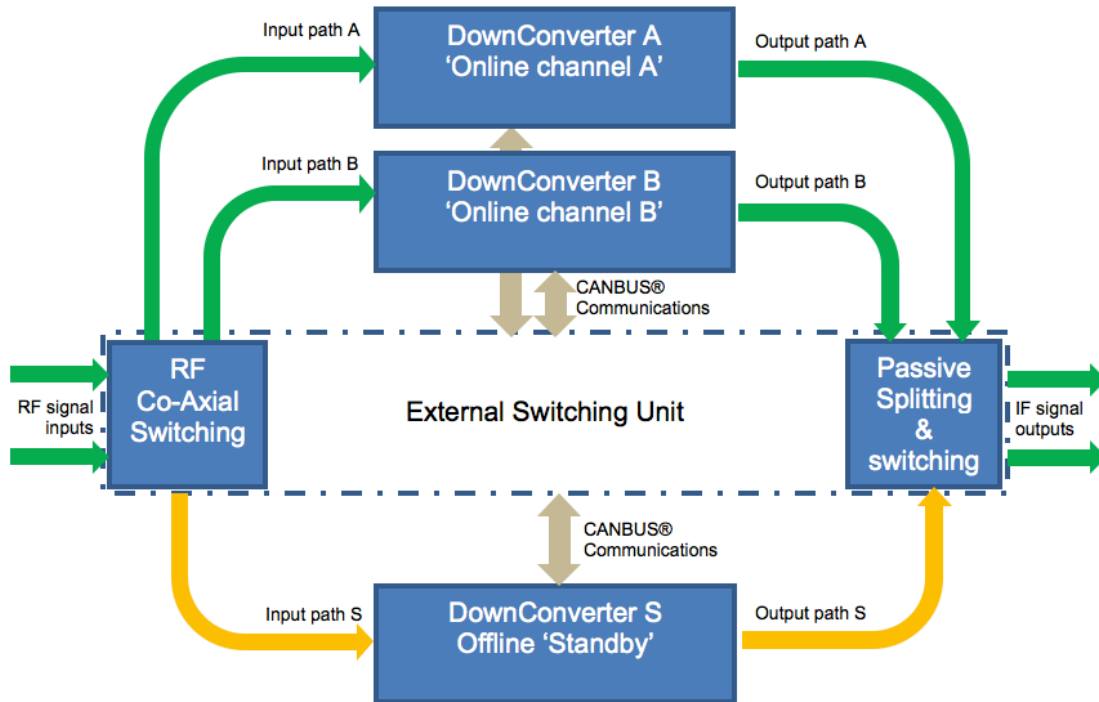 Input path A
DownConverter A
‘Online channel A’
Output path A
Input path B
DownConverter B
‘Online channel B’
Output path B
CANBUS®
Communications
RF signal
inputs
RF
Co-Axial
Switching
External Switching Unit
Passive
Splitting
&
switching
IF signal
outputs
CANBUS®
Communications
Input path S
DownConverter S
Offline ‘Standby’
Output path S